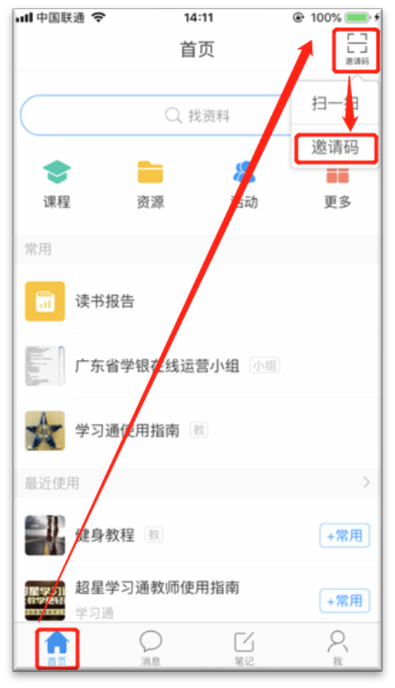 中国联通 14:11 100%
首页 邀请码
扫一扫
找资料
邀请码
课程 资源 活动 更多
常用
读书报告
广东省学银在线运营小组 小组
学习通使用指南 教
最近使用
健身教程 教 +常用
超星学习通教师使用指南
学习通 +常用
首页 消息 笔记 我